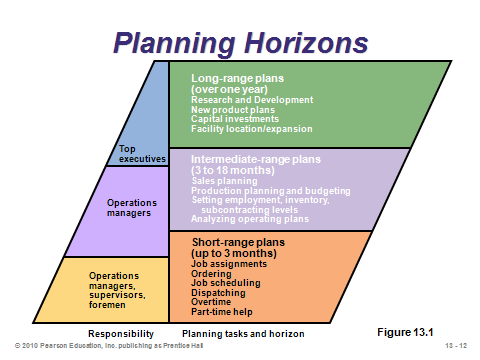 Planning Horizons
Top
executives
Long-range plans
(over one year)
Research and Development
New product plans
Capital investments
Facility location/expansion
Operations
managers
Intermediate-range plans
(3 to 18 months)
Sales planning
Production planning and budgeting
Setting employment, inventory,
subcontracting levels
Analyzing operating plans
Operations
managers,
supervisors,
foremen
Short-range plans
(up to 3 months)
Job assignments
Ordering
Job scheduling
Dispatching
Overtime
Part-time help
Responsibility
Planning tasks and horizon
Figure 13.1
© 2010 Pearson Education, Inc. publishing as Prentice Hall
13 - 12